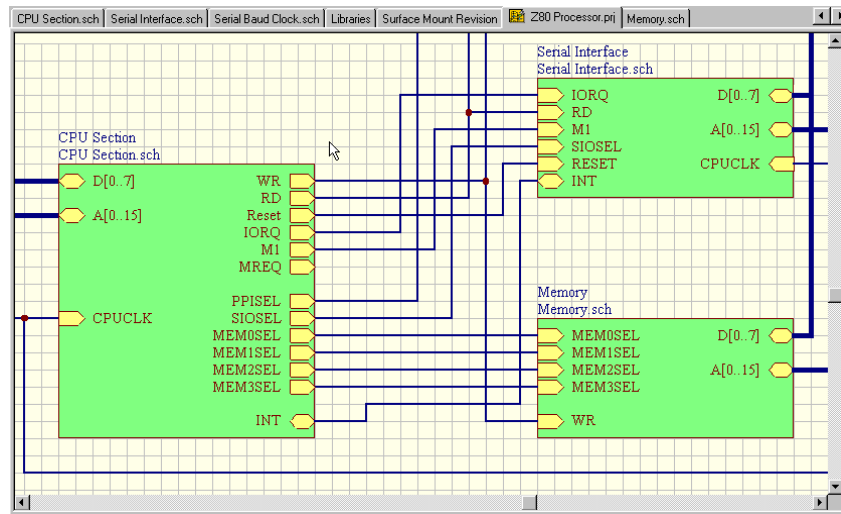 CPU Section.sch Serial Interface.sch Serial Baud Clock.sch Libraries Surface Mount Revision Z80 Processor.prj Memory.sch
CPU Section
CPU Section.sch
D[0..7]
A[0..15]
CPUCLK
WR
RD
Reset
IORQ
M1
MREQ
PPISEL
SIOSEL
MEM0SEL
MEM1SEL
MEM2SEL
MEM3SEL
INT
Serial Interface
Serial Interface.sch
IORQ
RD
M1
SIOSEL
RESET
INT
D[0..7]
A[0..15]
CPUCLK
Memory
Memory.sch
MEM0SEL
MEM1SEL
MEM2SEL
MEM3SEL
WR
D[0..7]
A[0..15]